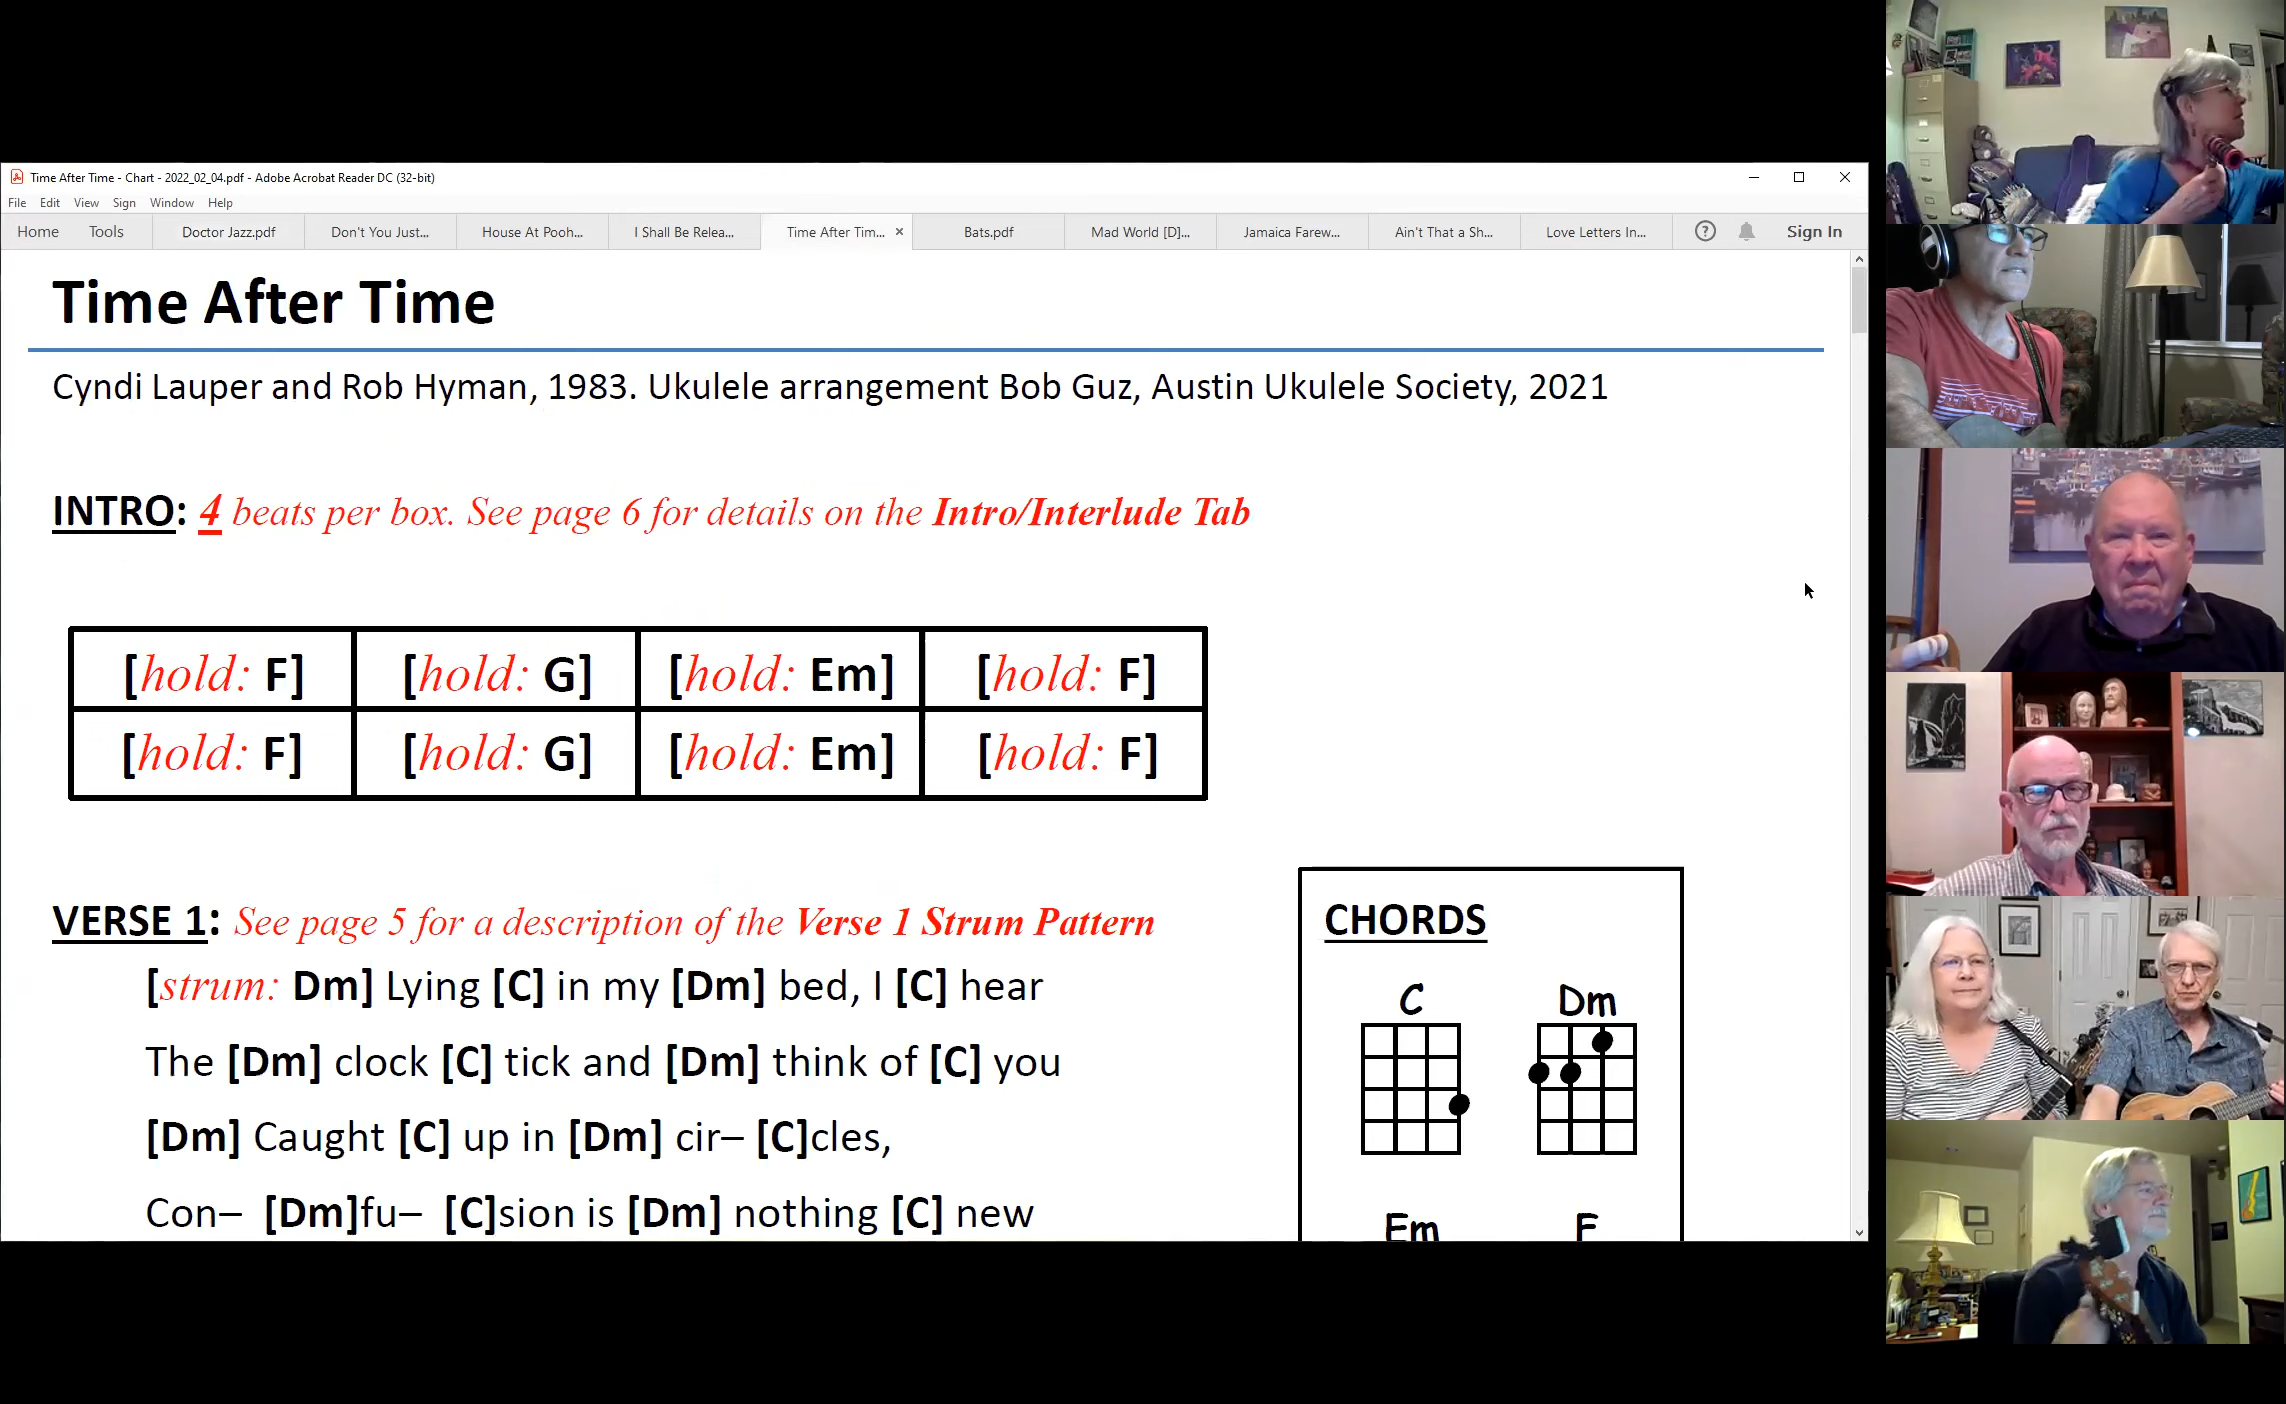 Time After Time - Chart - 2022_02_04.pdf - Adobe Acrobat Reader DC (32-bit)
File Edit View Sign Window Help
Home Tools Doctor Jazz.pdf Don't You Just... House At Pooh... I Shall Be Relea... Time After Tim... × Bats.pdf Mad World [D]... Jamaica Farew... Ain't That a Sh... Love Letters In... ? Sign In
Time After Time
Cyndi Lauper and Rob Hyman, 1983. Ukulele arrangement Bob Guz, Austin Ukulele Society, 2021
INTRO: 4 beats per box. See page 6 for details on the Intro/Interlude Tab
[hold: F] [hold: G] [hold: Em] [hold: F]
[hold: F] [hold: G] [hold: Em] [hold: F]
VERSE 1: See page 5 for a description of the Verse 1 Strum Pattern
[strum: Dm] Lying [C] in my [Dm] bed, I [C] hear
The [Dm] clock [C] tick and [Dm] think of [C] you
[Dm] Caught [C] up in [Dm] cir– [C]cles,
Con– [Dm]fu– [C]sion is [Dm] nothing [C] new
CHORDS
C Dm
Em F